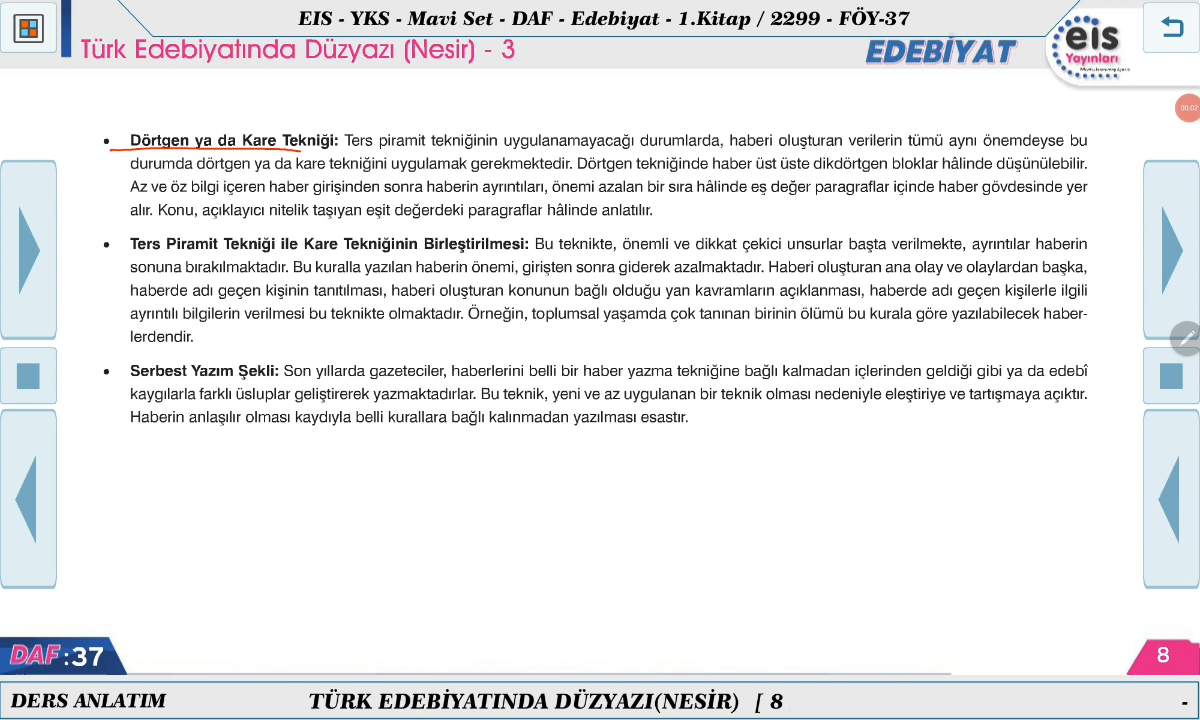 EIS - YKS - Mavi Set - DAF - Edebiyat - 1.Kitap / 2299 - FÖY-37
Türk Edebiyatında Düzyazı (Nesir) - 3
EDEBİYAT
eis
Yayınları
00:02
• Dörtgen ya da Kare Tekniği: Ters piramit tekniğinin uygulanamayacağı durumlarda, haberi oluşturan verilerin tümü aynı önemdeyse bu
durumda dörtgen ya da kare tekniğini uygulamak gerekmektedir. Dörtgen tekniğinde haber üst üste dikdörtgen bloklar hâlinde düşünülebilir.
Az ve öz bilgi içeren haber girişinden sonra haberin ayrıntıları, önemi azalan bir sıra hâlinde eş değer paragraflar içinde haber gövdesinde yer
alır. Konu, açıklayıcı nitelik taşıyan eşit değerdeki paragraflar hâlinde anlatılır.
• Ters Piramit Tekniği ile Kare Tekniğinin Birleştirilmesi: Bu teknikte, önemli ve dikkat çekici unsurlar başta verilmekte, ayrıntılar haberin
sonuna bırakılmaktadır. Bu kuralla yazılan haberin önemi, girişten sonra giderek azalmaktadır. Haberi oluşturan ana olay ve olaylardan başka,
haberde adı geçen kişinin tanıtılması, haberi oluşturan konunun bağlı olduğu yan kavramların açıklanması, haberde adı geçen kişilerle ilgili
ayrıntılı bilgilerin verilmesi bu teknikte olmaktadır. Örneğin, toplumsal yaşamda çok tanınan birinin ölümü bu kurala göre yazılabilecek haber-
lerdendir.
• Serbest Yazım Şekli: Son yıllarda gazeteciler, haberlerini belli bir haber yazma tekniğine bağlı kalmadan içlerinden geldiği gibi ya da edebî
kaygılarla farklı üsluplar geliştirerek yazmaktadırlar. Bu teknik, yeni ve az uygulanan bir teknik olması nedeniyle eleştiriye ve tartışmaya açıktır.
Haberin anlaşılır olması kaydıyla belli kurallara bağlı kalınmadan yazılması esastır.
DAF : 37
8
DERS ANLATIM
TÜRK EDEBİYATINDA DÜZYAZI(NESİR) [ 8
-